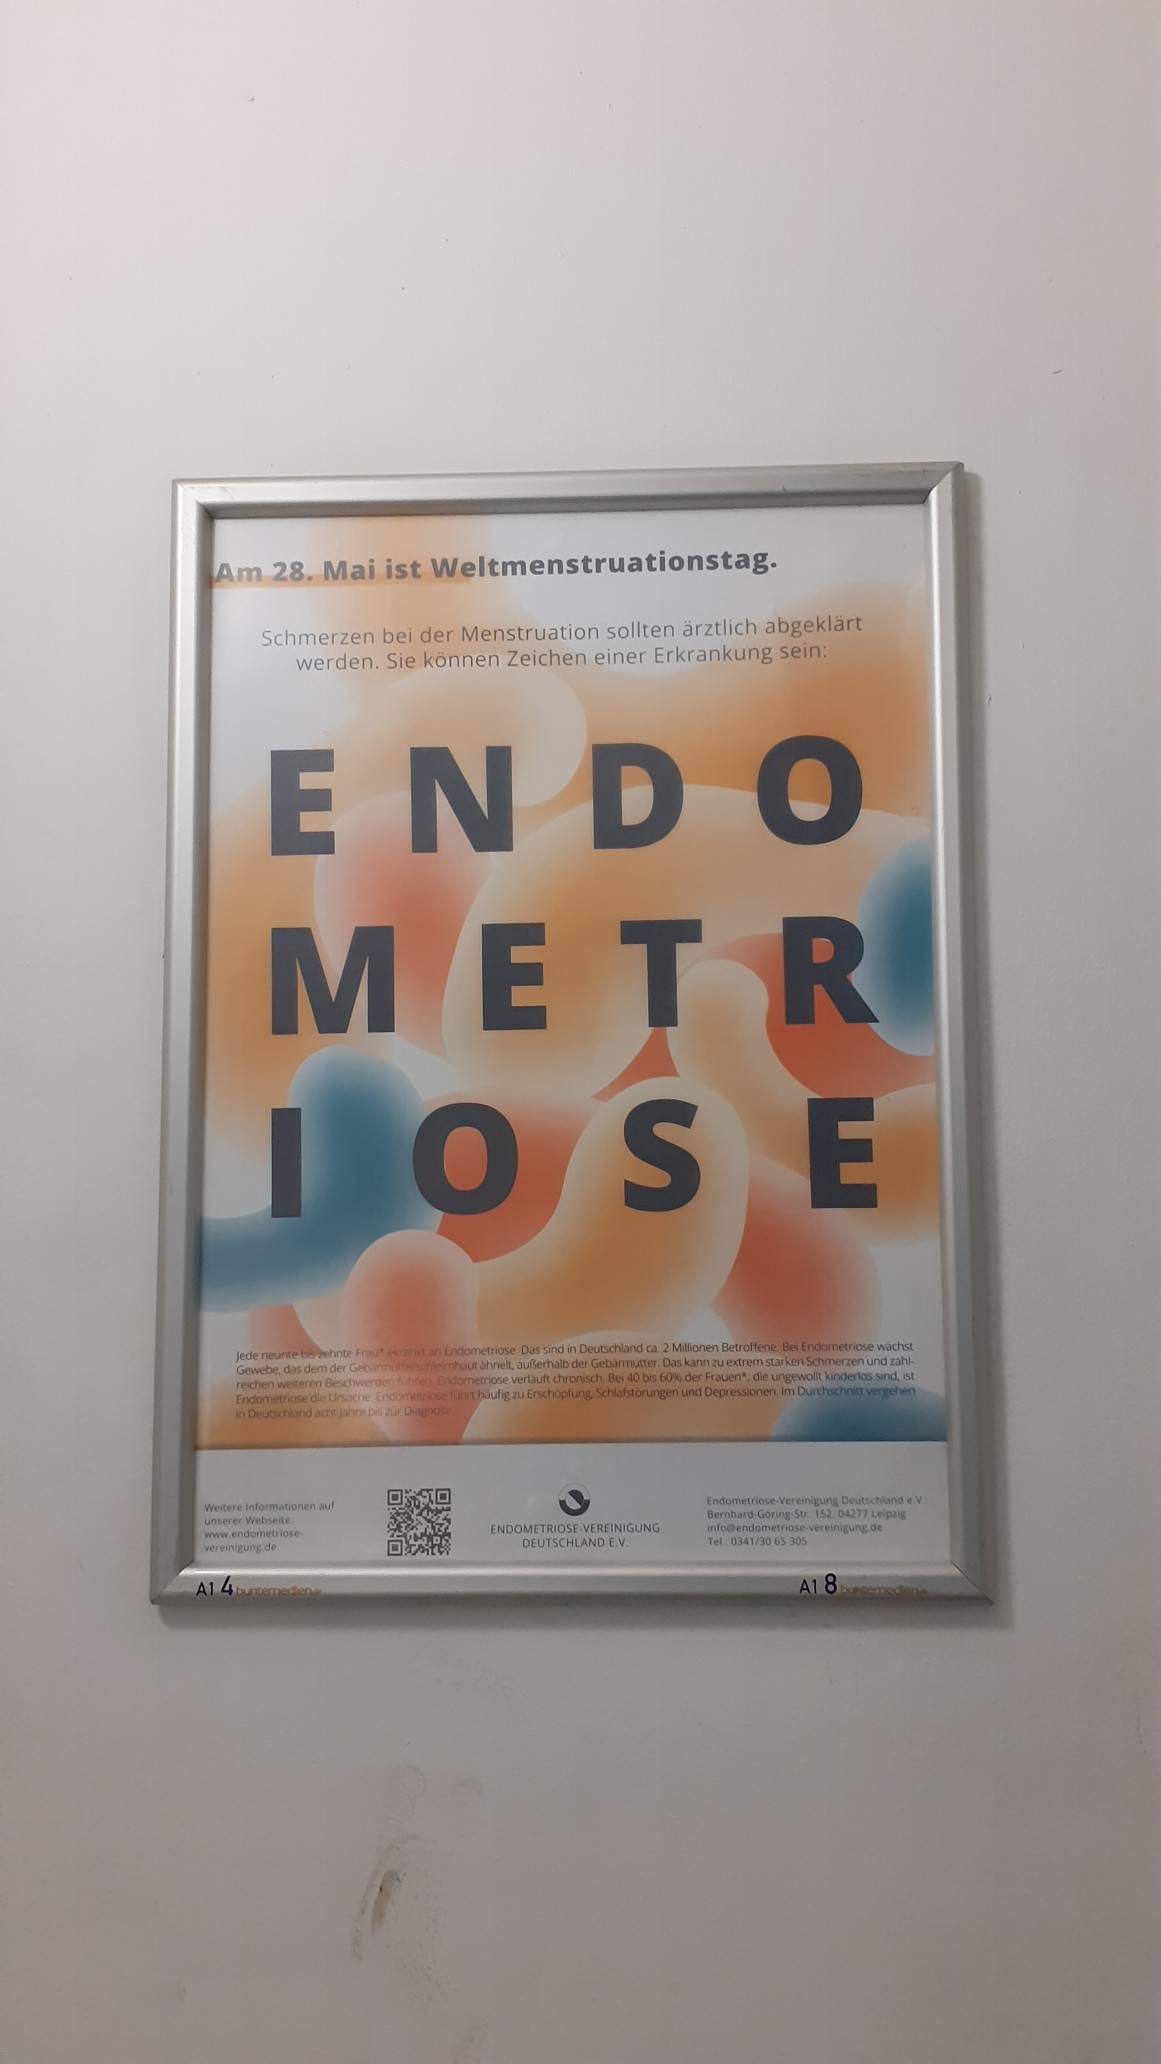 Am 28. Mai ist Weltmenstruationstag.
Schmerzen bei der Menstruation sollten ärztlich abgeklärt
werden. Sie können Zeichen einer Erkrankung sein:
ENDO
METR
IOSE
Jede neunte bis zehnte Frau* erkrankt an Endometriose. Das sind in Deutschland ca. 2 Millionen Betroffene. Bei Endometriose wächst
Gewebe, das dem der Gebärmutterschleimhaut ähnelt, außerhalb der Gebärmutter. Das kann zu extrem starken Schmerzen und zahl-
reichen weiteren Beschwerden führen. Endometriose verläuft chronisch. Bei 40 bis 60% der Frauen*, die ungewollt kinderlos sind, ist
Endometriose die Ursache. Endometriose führt häufig zu Erschöpfung, Schlafstörungen und Depressionen. Im Durchschnitt vergehen
in Deutschland acht Jahre bis zur Diagnose.
Weitere Informationen auf
unserer Webseite:
www.endometriose-
vereinigung.de
ENDOMETRIOSE-VEREINIGUNG
DEUTSCHLAND E.V.
Endometriose-Vereinigung Deutschland e.V.
Bernhard-Göring-Str. 152, 04277 Leipzig
info@endometriose-vereinigung.de
Tel.: 0341/30 65 305
A1 4 buntemedien
A1 8 buntemedien